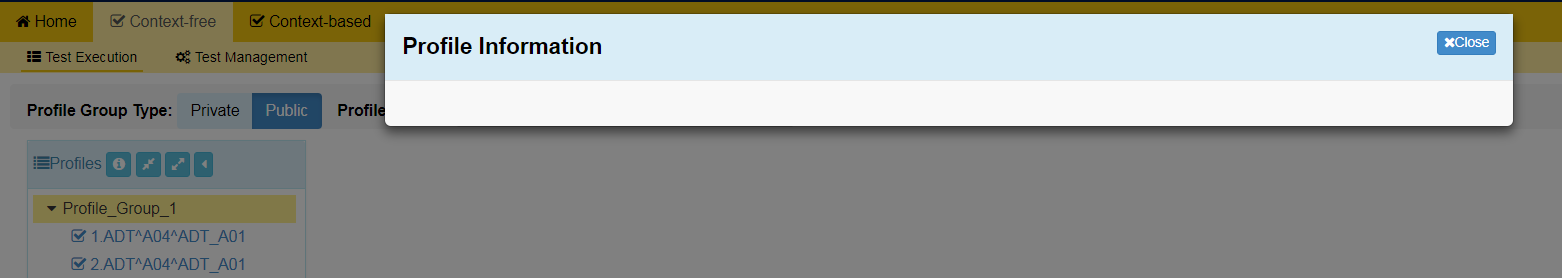 Home Context-free Context-based
Profile Information
Close
Test Execution Test Management
Profile Group Type: Private Public Profile
Profiles
Profile_Group_1
1.ADT^A04^ADT_A01
2.ADT^A04^ADT_A01